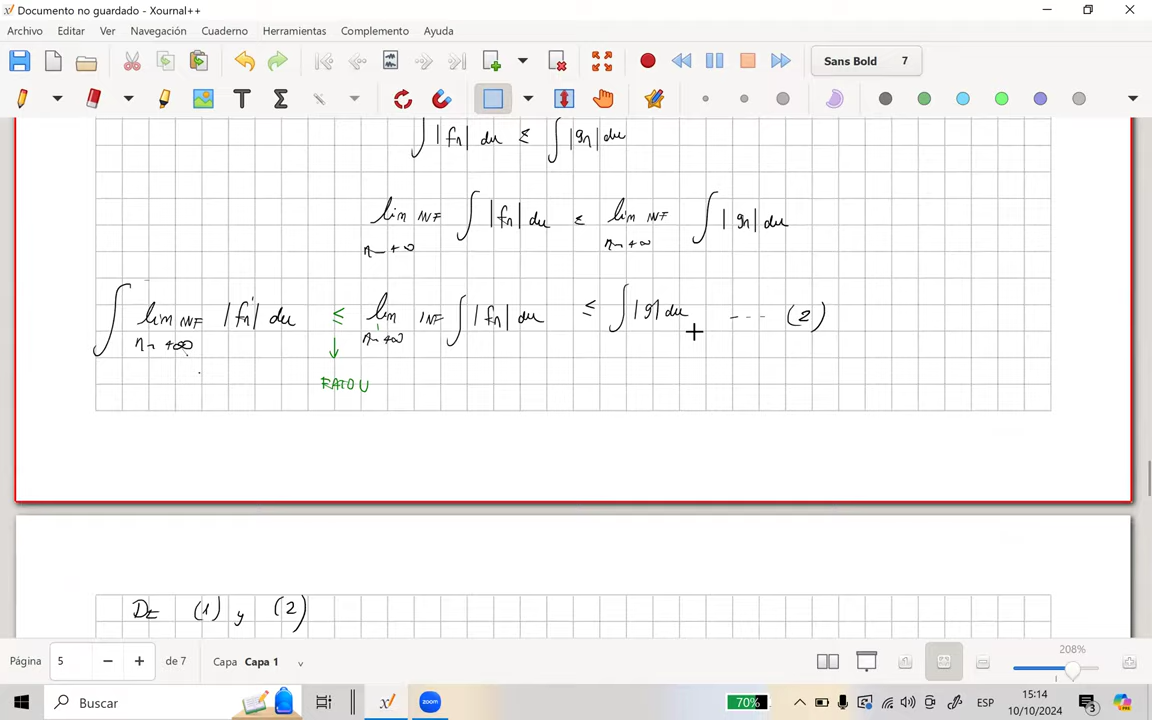 Documento no guardado - Xournal++
Archivo Editar Ver Navegación Cuaderno Herramientas Complemento Ayuda
Sans Bold 7
∫ |fn| du ≤ ∫ |gn| du
lim INF ∫ |fn| du ≤ lim INF ∫ |gn| du
n→+∞ n→+∞
∫ lim INF |fn| du ≤ lim INF ∫ |fn| du ≤ ∫ |g| du --- (2)
n→+∞ n→+∞
FATOU
DE (1) y (2)
Página 5 de 7 Capa Capa 1 208%
Buscar zoom 70% ESP 15:14
10/10/2024 3